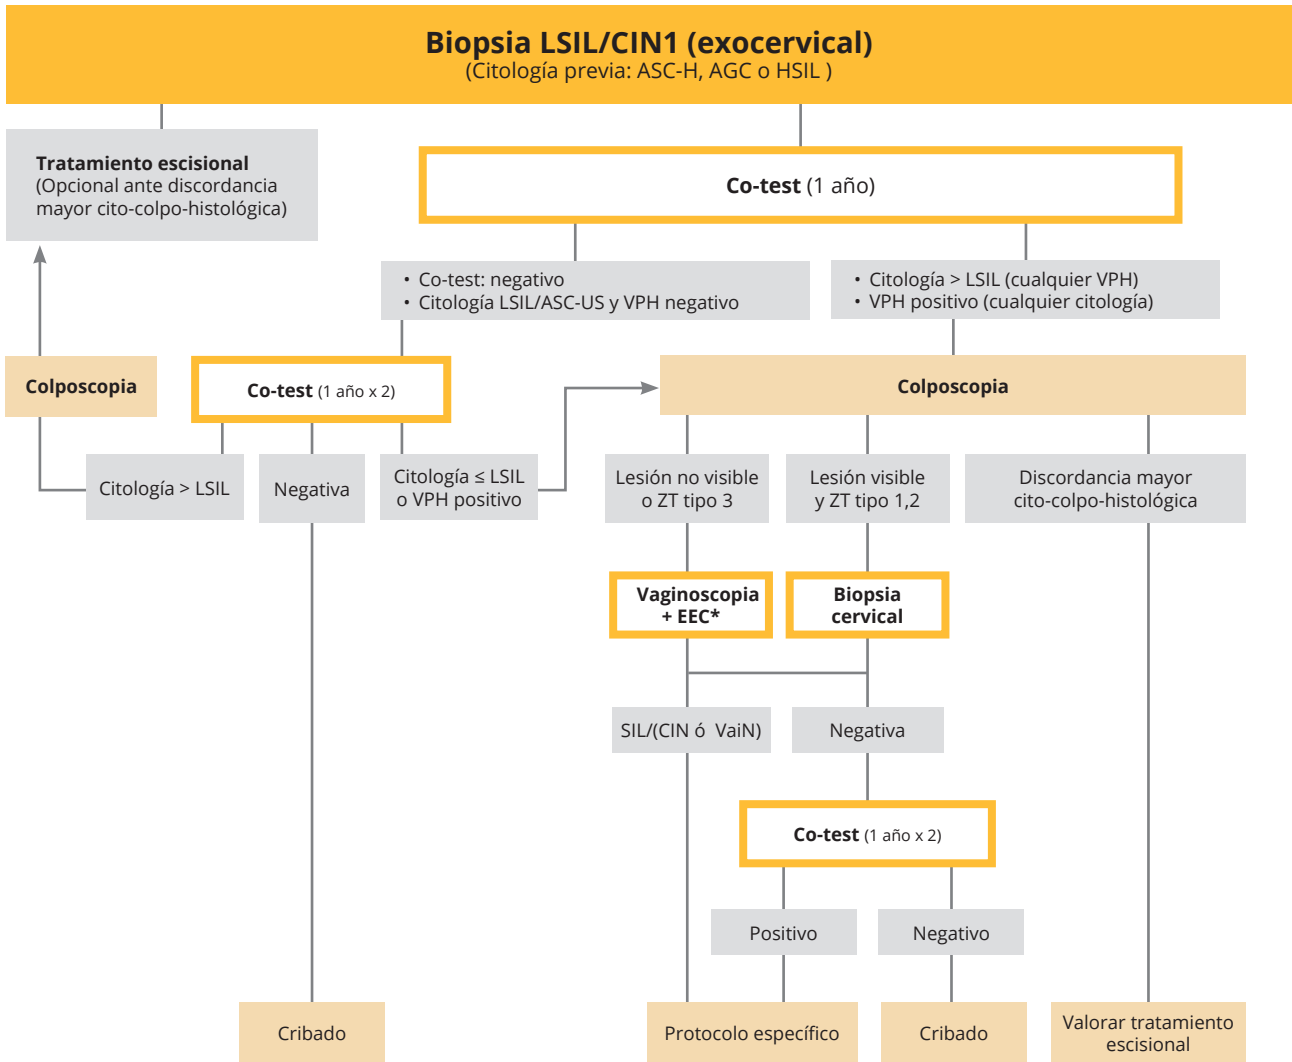 Biopsia LSIL/CIN1 (exocervical)
(Citología previa: ASC-H, AGC o HSIL )
Tratamiento escisional
(Opcional ante discordancia
mayor cito-colpo-histológica)
Co-test (1 año)
• Co-test: negativo
• Citología LSIL/ASC-US y VPH negativo
• Citología > LSIL (cualquier VPH)
• VPH positivo (cualquier citología)
Colposcopia
Co-test (1 año x 2)
Colposcopia
Citología > LSIL
Negativa
Citología ≤ LSIL
o VPH positivo
Lesión no visible
o ZT tipo 3
Lesión visible
y ZT tipo 1,2
Discordancia mayor
cito-colpo-histológica
Vaginoscopia
+ EEC*
Biopsia
cervical
SIL/(CIN ó VaiN)
Negativa
Co-test (1 año x 2)
Positivo
Negativo
Cribado
Protocolo específico
Cribado
Valorar tratamiento
escisional